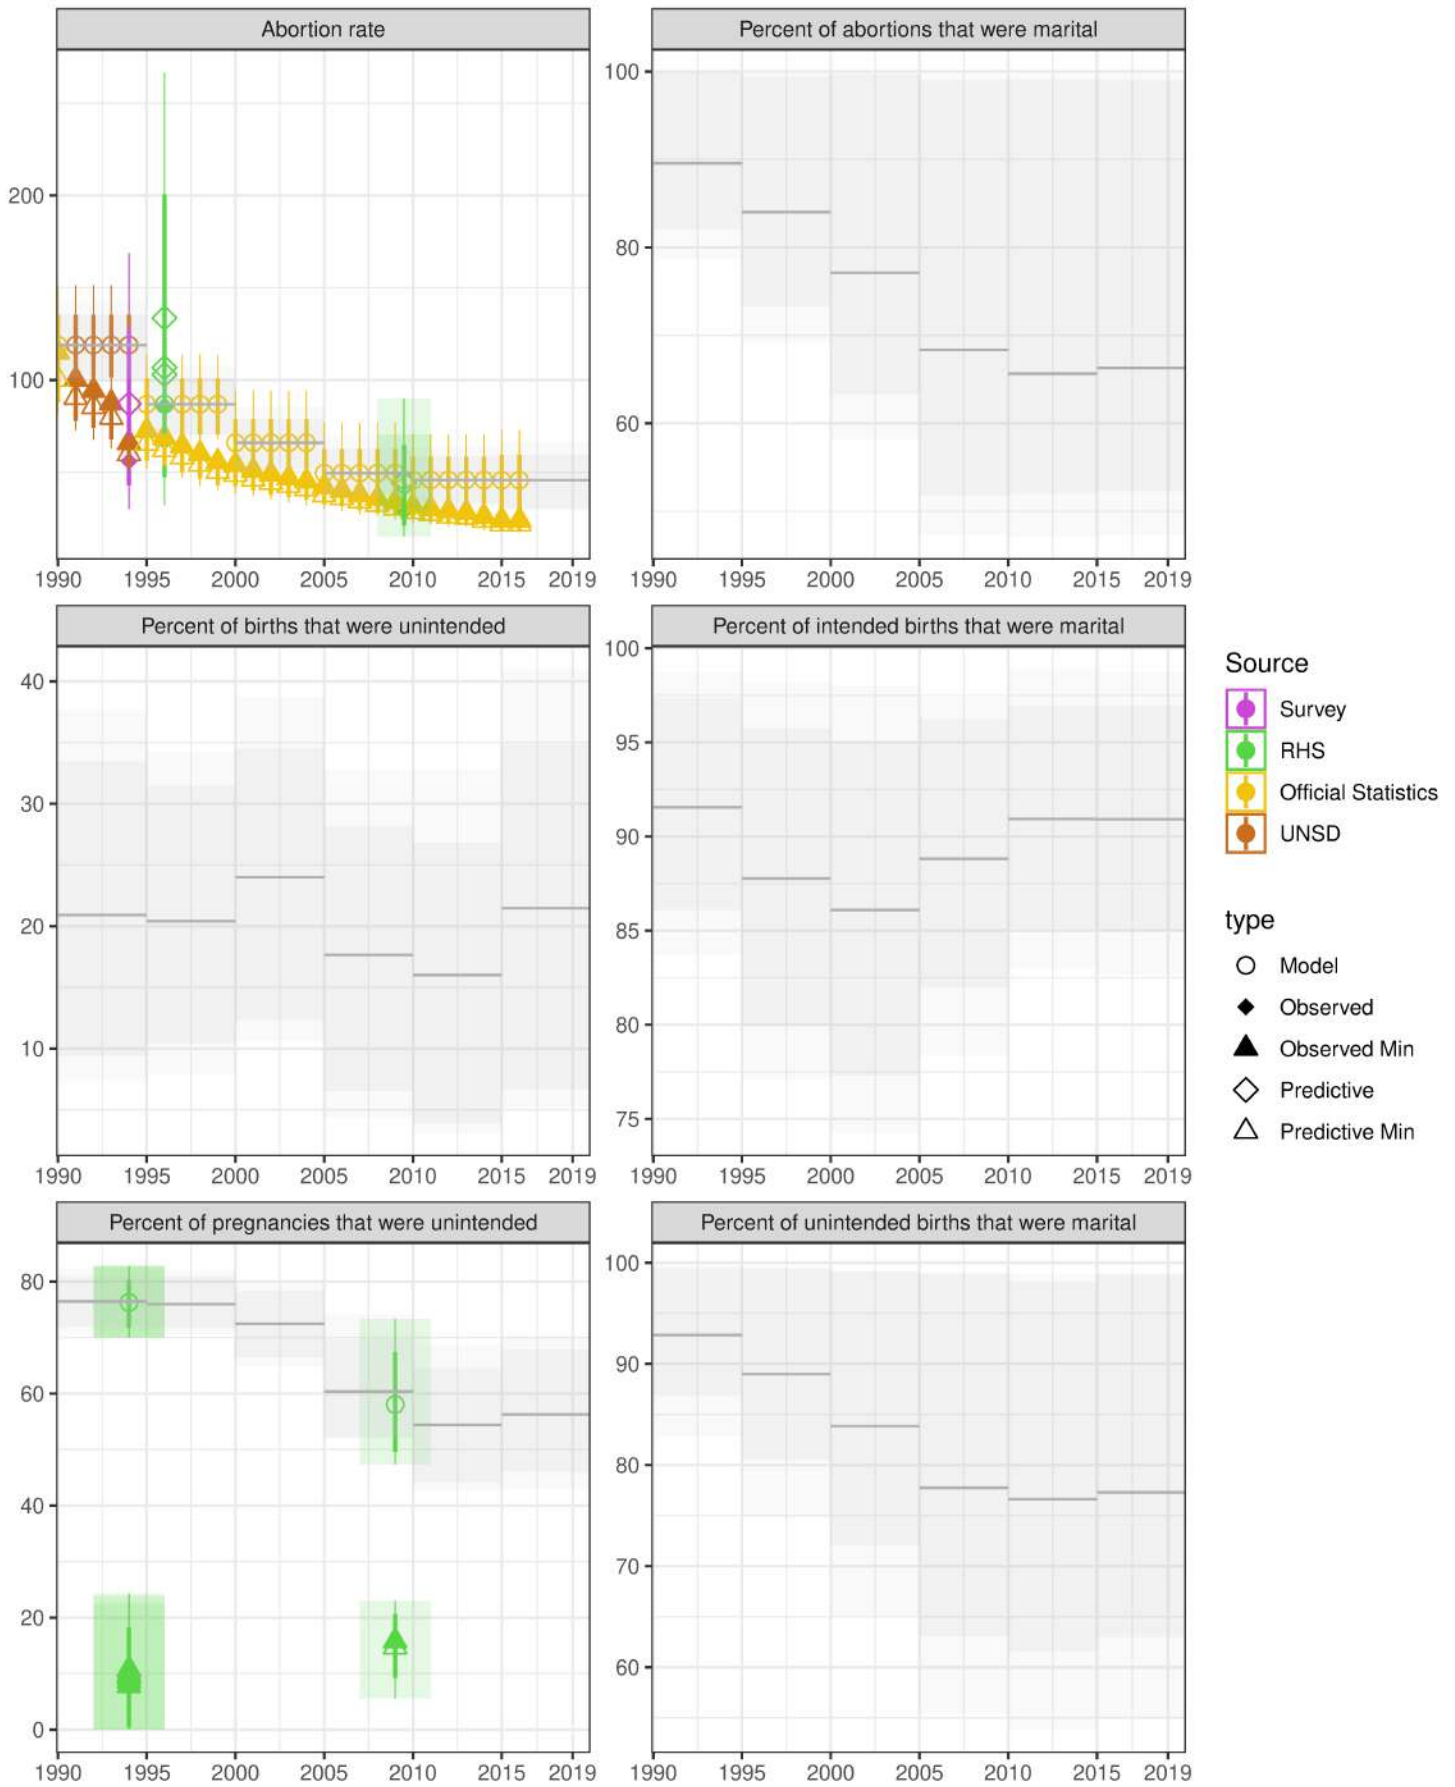 Abortion rate
Percent of abortions that were marital
200
100
1990 1995 2000 2005 2010 2015 2019
100
80
60
1990 1995 2000 2005 2010 2015 2019
Percent of births that were unintended
Percent of intended births that were marital
40
30
20
10
1990 1995 2000 2005 2010 2015 2019
100
95
90
85
80
75
1990 1995 2000 2005 2010 2015 2019
Percent of pregnancies that were unintended
Percent of unintended births that were marital
80
60
40
20
0
1990 1995 2000 2005 2010 2015 2019
100
90
80
70
60
1990 1995 2000 2005 2010 2015 2019
Source
Survey
RHS
Official Statistics
UNSD
type
Model
Observed
Observed Min
Predictive
Predictive Min